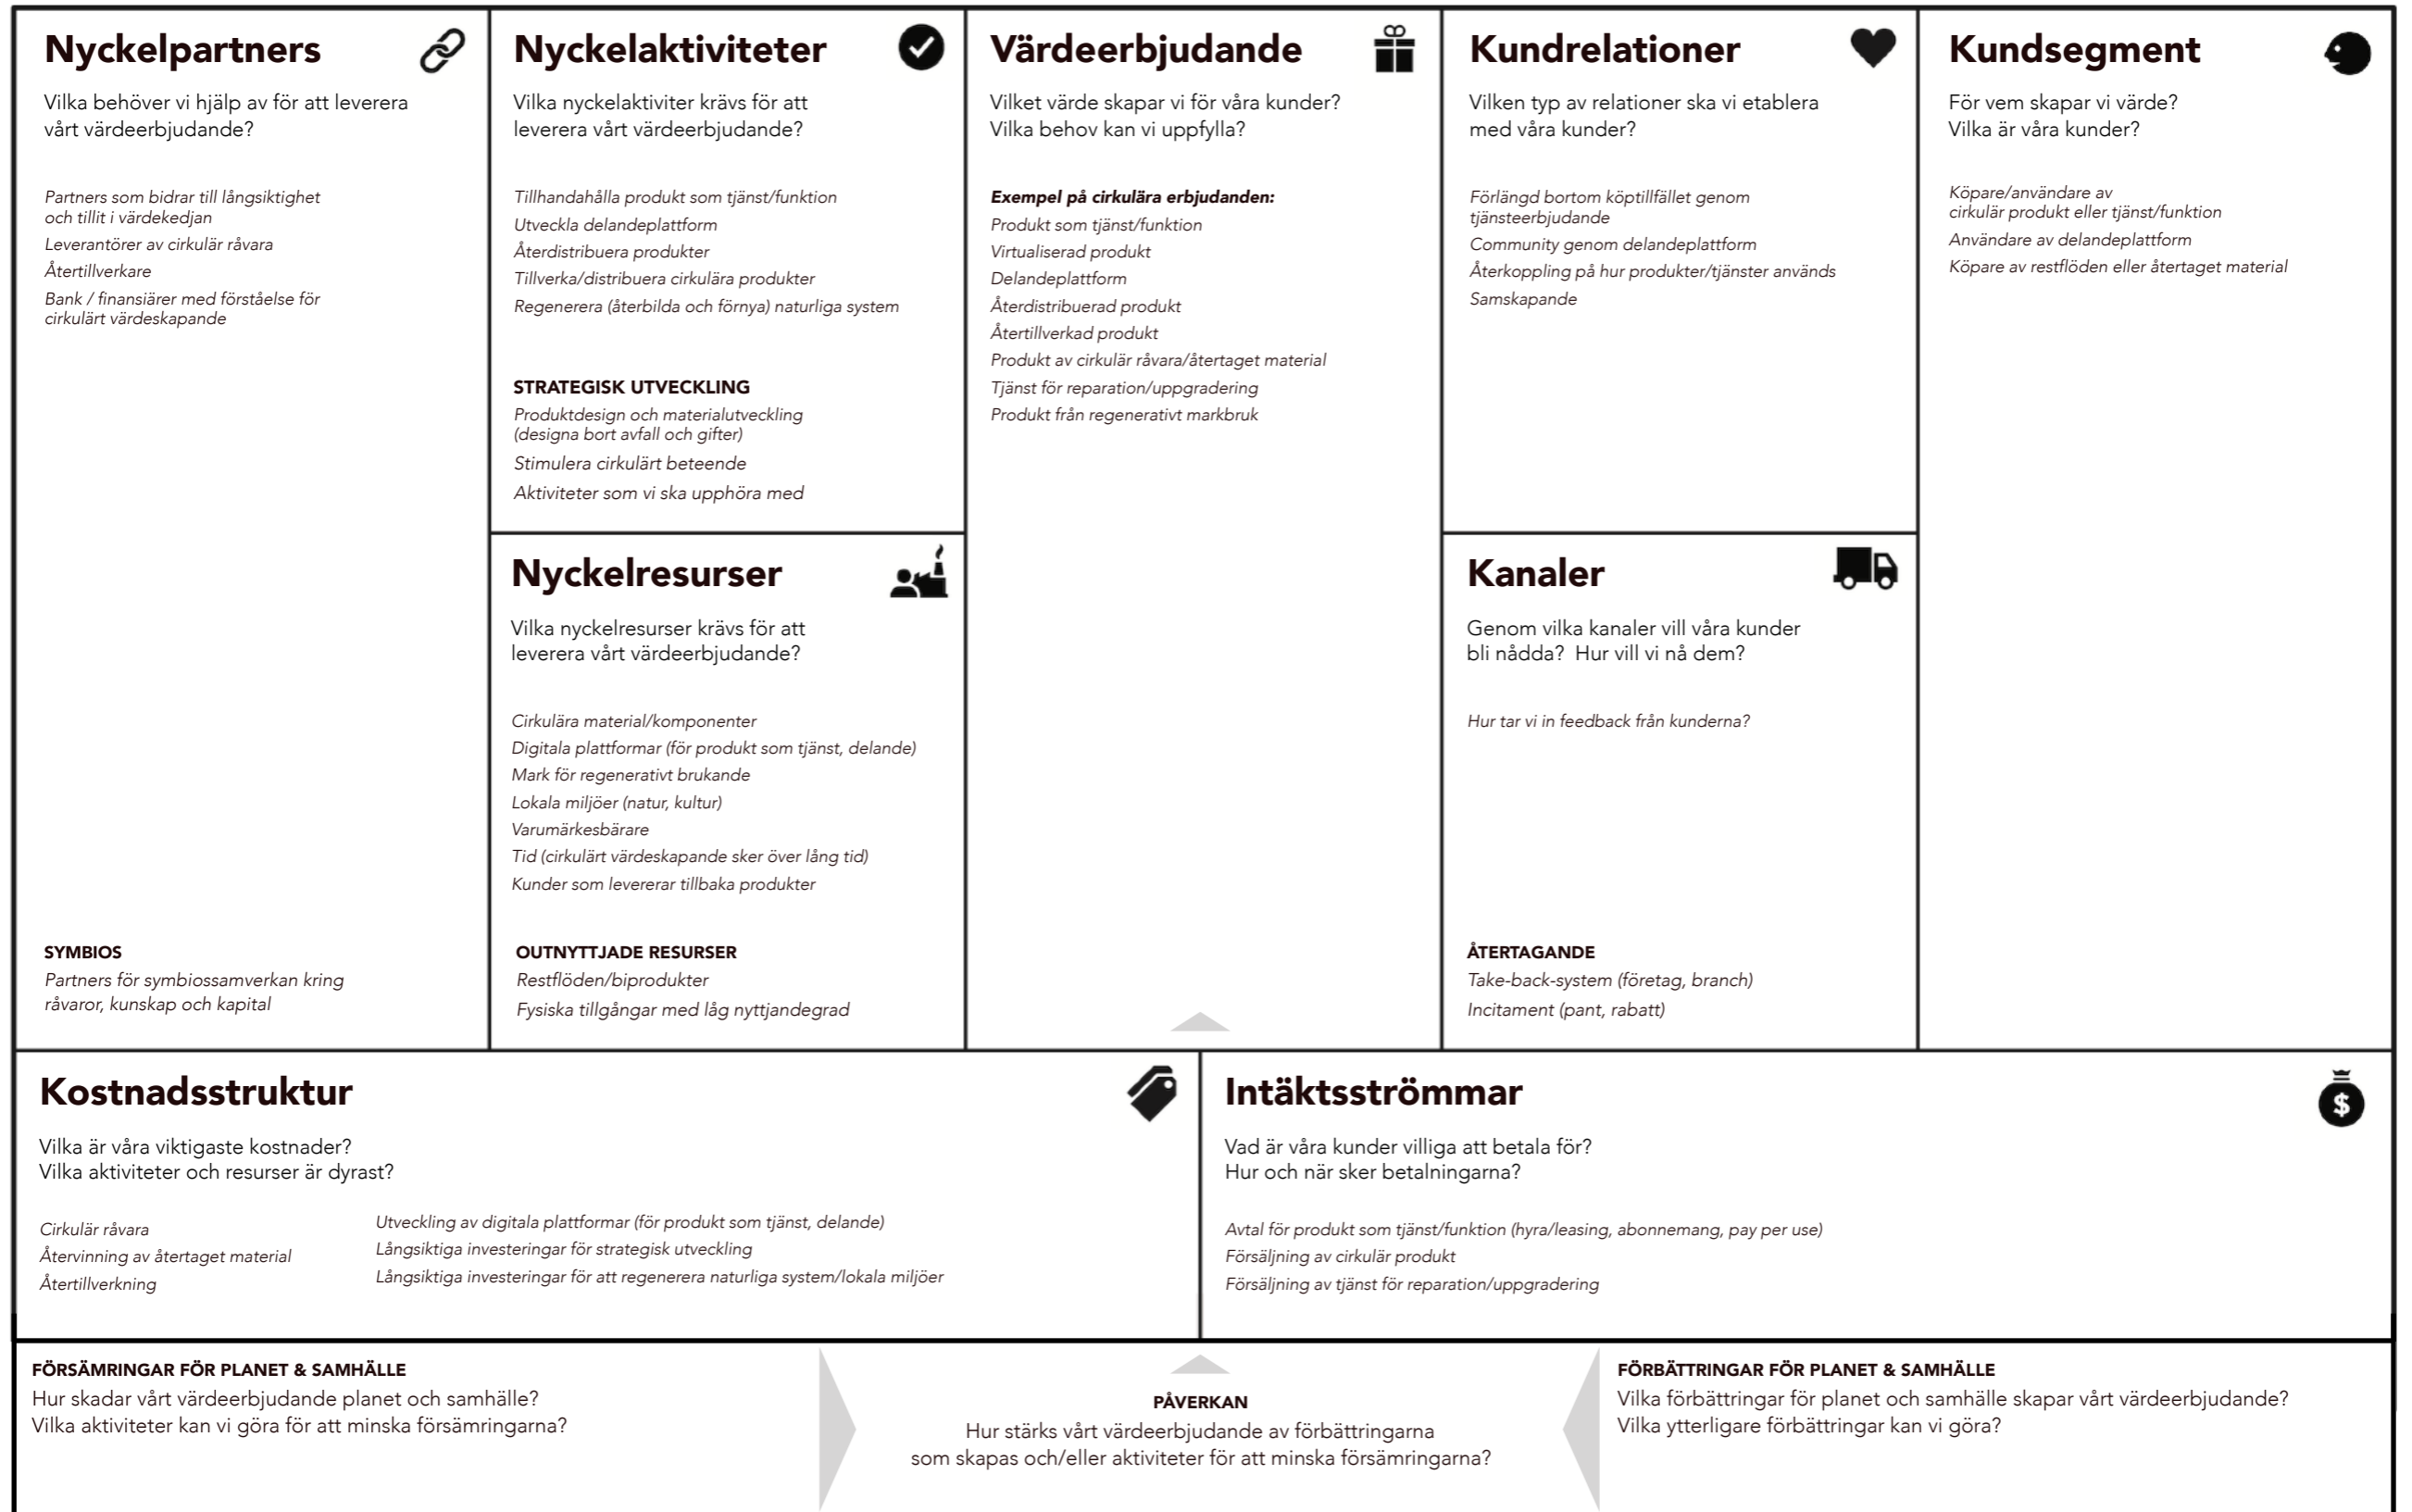 Nyckelpartners
Vilka behöver vi hjälp av för att leverera
vårt värdeerbjudande?
Partners som bidrar till långsiktighet
och tillit i värdekedjan
Leverantörer av cirkulär råvara
Återtillverkare
Bank / finansiärer med förståelse för
cirkulärt värdeskapande
SYMBIOS
Partners för symbiossamverkan kring
råvaror, kunskap och kapital
Nyckelaktiviteter
Vilka nyckelaktiviter krävs för att
leverera vårt värdeerbjudande?
Tillhandahålla produkt som tjänst/funktion
Utveckla delandeplattform
Återdistribuera produkter
Tillverka/distribuera cirkulära produkter
Regenerera (återbilda och förnya) naturliga system
STRATEGISK UTVECKLING
Produktdesign och materialutveckling
(designa bort avfall och gifter)
Stimulera cirkulärt beteende
Aktiviteter som vi ska upphöra med
Nyckelresurser
Vilka nyckelresurser krävs för att
leverera vårt värdeerbjudande?
Cirkulära material/komponenter
Digitala plattformar (för produkt som tjänst, delande)
Mark för regenerativt brukande
Lokala miljöer (natur, kultur)
Varumärkesbärare
Tid (cirkulärt värdeskapande sker över lång tid)
Kunder som levererar tillbaka produkter
OUTNYTTJADE RESURSER
Restflöden/biprodukter
Fysiska tillgångar med låg nyttjandegrad
Värdeerbjudande
Vilket värde skapar vi för våra kunder?
Vilka behov kan vi uppfylla?
Exempel på cirkulära erbjudanden:
Produkt som tjänst/funktion
Virtualiserad produkt
Delandeplattform
Återdistribuerad produkt
Återtillverkad produkt
Produkt av cirkulär råvara/återtaget material
Tjänst för reparation/uppgradering
Produkt från regenerativt markbruk
Kundrelationer
Vilken typ av relationer ska vi etablera
med våra kunder?
Förlängd bortom köptillfället genom
tjänsteerbjudande
Community genom delandeplattform
Återkoppling på hur produkter/tjänster används
Samskapande
Kanaler
Genom vilka kanaler vill våra kunder
bli nådda? Hur vill vi nå dem?
Hur tar vi in feedback från kunderna?
ÅTERTAGANDE
Take-back-system (företag, branch)
Incitament (pant, rabatt)
Kundsegment
För vem skapar vi värde?
Vilka är våra kunder?
Köpare/användare av
cirkulär produkt eller tjänst/funktion
Användare av delandeplattform
Köpare av restflöden eller återtaget material
Kostnadsstruktur
Vilka är våra viktigaste kostnader?
Vilka aktiviteter och resurser är dyrast?
Cirkulär råvara
Återvinning av återtaget material
Återtillverkning
Utveckling av digitala plattformar (för produkt som tjänst, delande)
Långsiktiga investeringar för strategisk utveckling
Långsiktiga investeringar för att regenerera naturliga system/lokala miljöer
Intäktsströmmar
$
Vad är våra kunder villiga att betala för?
Hur och när sker betalningarna?
Avtal för produkt som tjänst/funktion (hyra/leasing, abonnemang, pay per use)
Försäljning av cirkulär produkt
Försäljning av tjänst för reparation/uppgradering
FÖRSÄMRINGAR FÖR PLANET & SAMHÄLLE
Hur skadar vårt värdeerbjudande planet och samhälle?
Vilka aktiviteter kan vi göra för att minska försämringarna?
PÅVERKAN
Hur stärks vårt värdeerbjudande av förbättringarna
som skapas och/eller aktiviteter för att minska försämringarna?
FÖRBÄTTRINGAR FÖR PLANET & SAMHÄLLE
Vilka förbättringar för planet och samhälle skapar vårt värdeerbjudande?
Vilka ytterligare förbättringar kan vi göra?